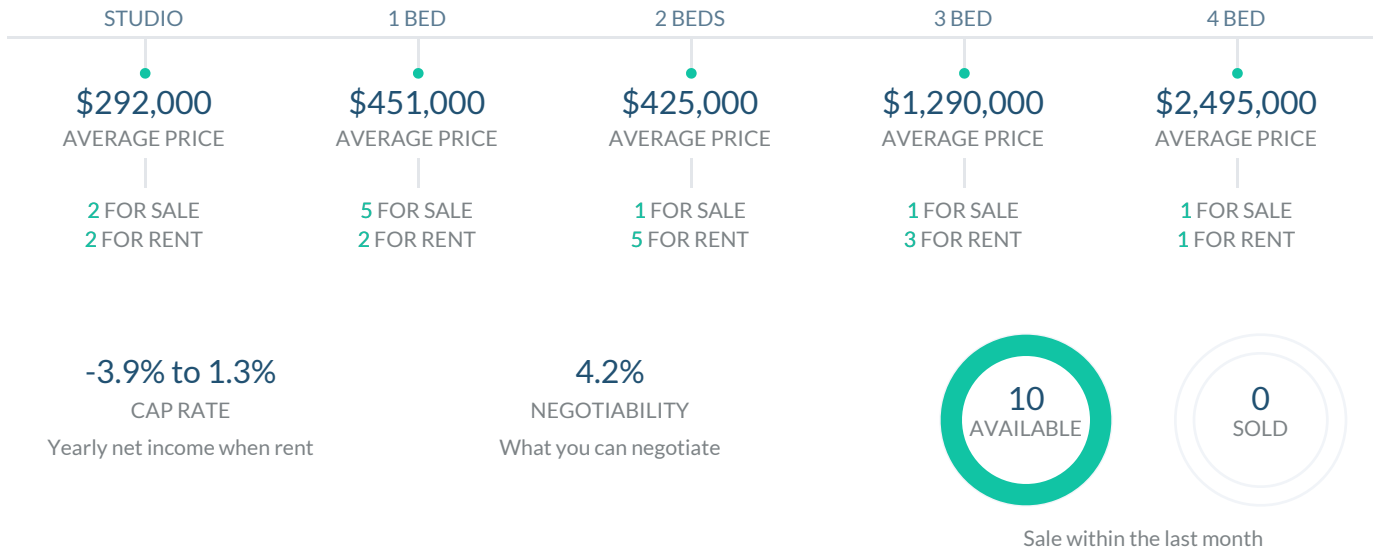 STUDIO
1 BED
2 BEDS
3 BED
4 BED
$292,000
$451,000
$425,000
$1,290,000
$2,495,000
AVERAGE PRICE
AVERAGE PRICE
AVERAGE PRICE
AVERAGE PRICE
AVERAGE PRICE
2 FOR SALE
5 FOR SALE
1 FOR SALE
1 FOR SALE
1 FOR SALE
2 FOR RENT
2 FOR RENT
5 FOR RENT
3 FOR RENT
1 FOR RENT
-3.9% to 1.3%
CAP RATE
Yearly net income when rent
4.2%
NEGOTIABILITY
What you can negotiate
10
AVAILABLE
0
SOLD
Sale within the last month